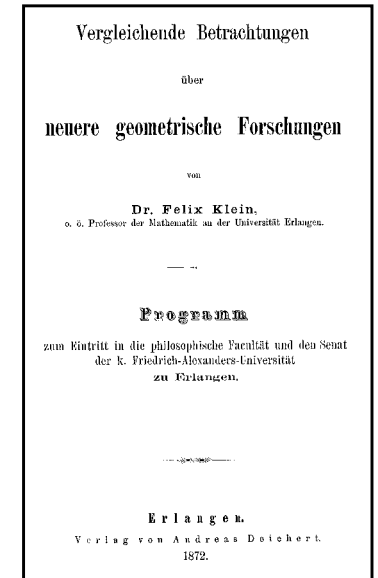 Vergleichende Betrachtungen
über
neuere geometrische Forschungen
von
Dr. Felix Klein,
o. ö. Professor der Mathematik an der Universität Erlangen.
Programm
zum Eintritt in die philosophische Facultät und den Senat
der k. Friedrich-Alexanders-Universität
zu Erlangen.
Erlangen.
Verlag von Andreas Deichert.
1872.